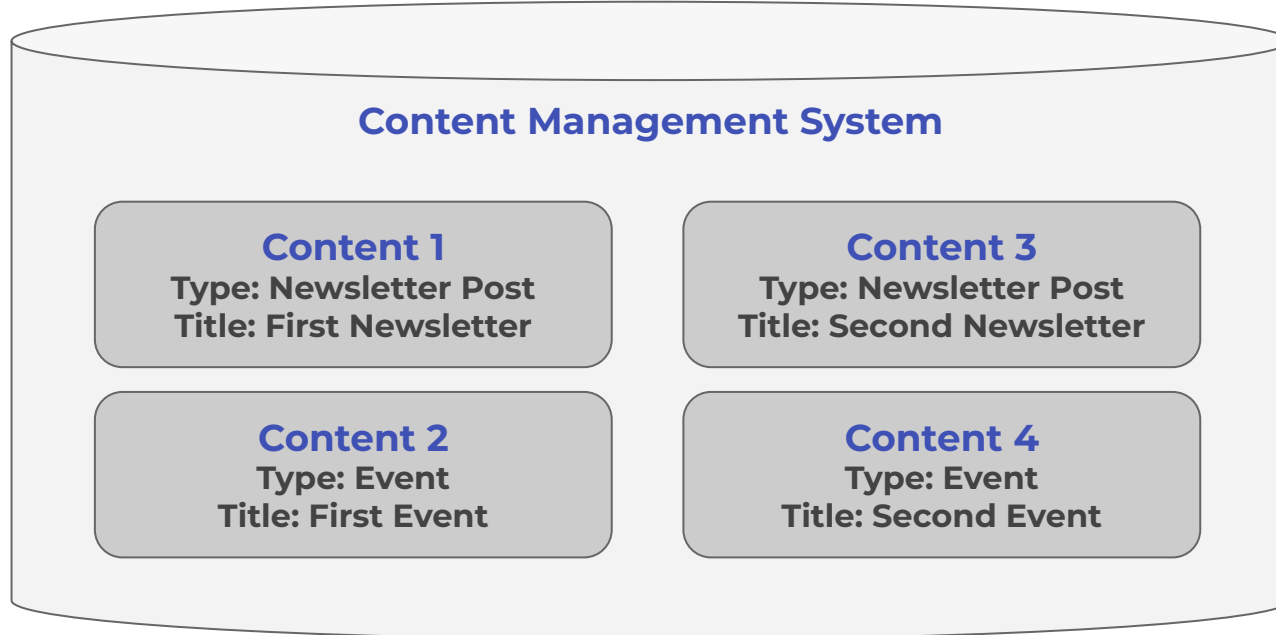 Content Management System
Content 1
Type: Newsletter Post
Title: First Newsletter
Content 2
Type: Event
Title: First Event
Content 3
Type: Newsletter Post
Title: Second Newsletter
Content 4
Type: Event
Title: Second Event